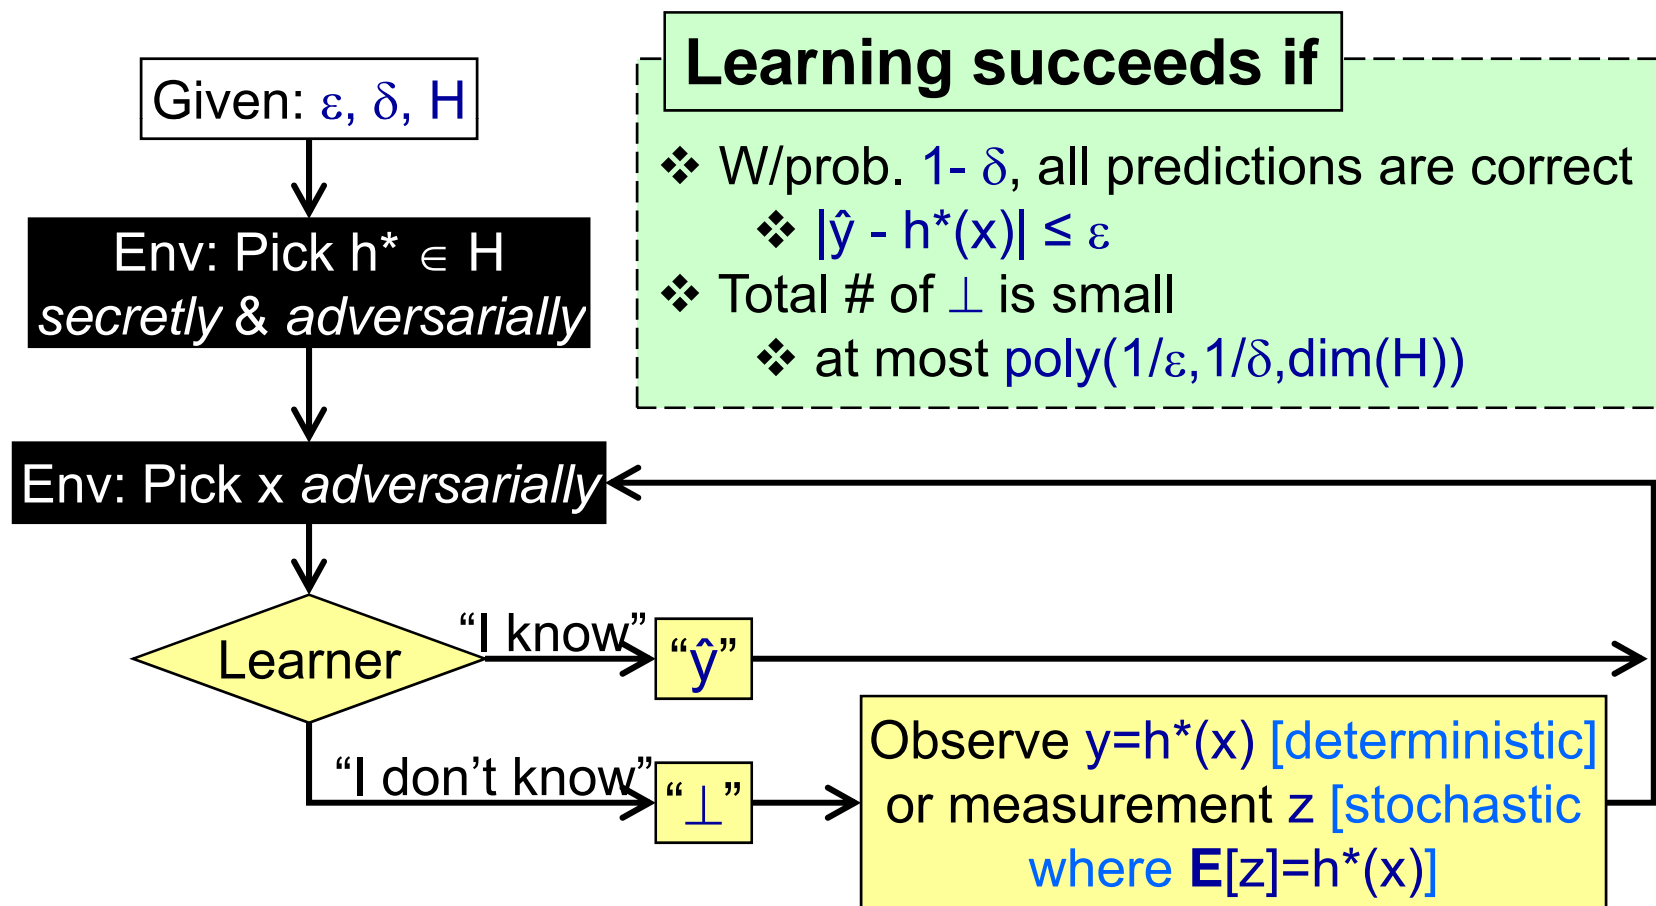 Given: ε, δ, H
Env: Pick h* ∈ H
secretly & adversarially
Env: Pick x adversarially
Learner
“I know”
“ŷ”
“I don’t know”
“⊥”
Observe y=h*(x) [deterministic]
or measurement z [stochastic
where E[z]=h*(x)]
Learning succeeds if
❖ W/prob. 1- δ, all predictions are correct
❖ |ŷ - h*(x)| ≤ ε
❖ Total # of ⊥ is small
❖ at most poly(1/ε,1/δ,dim(H))